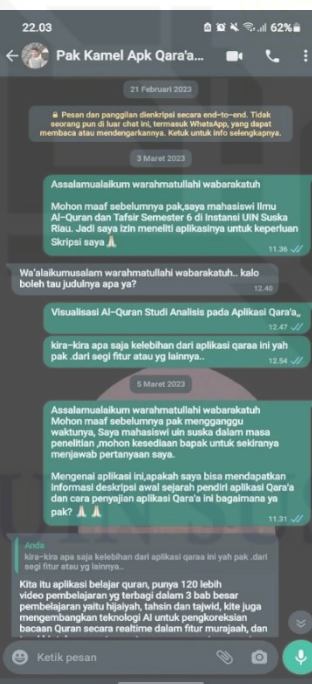 22.03
62%
Pak Kamel Apk Qara'a...
21 Februari 2023
Pesan dan panggilan dienkripsi secara end-to-end. Tidak
seorang pun di luar chat ini, termasuk WhatsApp, yang dapat
membaca atau mendengarkannya. Ketuk untuk info selengkapnya.
3 Maret 2023
Assalamualaikum warahmatullahi wabarakatuh
Mohon maaf sebelumnya pak,saya mahasiswi Ilmu
Al-Quran dan Tafsir Semester 6 di Instansi UIN Suska
Riau. Jadi saya izin meneliti aplikasinya untuk keperluan
Skripsi saya🙏
11.36
Wa'alaikumusalam warahmatullahi wabarakatuh.. kalo
boleh tau judulnya apa ya?
12.40
Visualisasi Al-Quran Studi Analisis pada Aplikasi Qara'a,,
12.47
kira-kira apa saja kelebihan dari aplikasi qaraa ini yah
pak .dari segi fitur atau yg lainnya..
12.54
5 Maret 2023
Assalamualaikum warahmatullahi wabarakatuh
Mohon maaf sebelumnya pak mengganggu
waktunya, Saya mahasiswi uin suska dalam masa
penelitian ,mohon kesediaan bapak untuk sekiranya
menjawab pertanyaan saya.
Mengenai aplikasi ini,apakah saya bisa mendapatkan
informasi deskripsi awal sejarah pendiri aplikasi Qara'a
dan cara penyajian aplikasi Qara'a ini bagaimana ya
pak? 🙏 🙏
11.31
Anda
kira-kira apa saja kelebihan dari aplikasi qaraa ini yah pak .dari
segi fitur atau yg lainnya..
Kita itu aplikasi belajar quran, punya 120 lebih
video pembelajaran yg terbagi dalam 3 bab besar
pembelajaran yaitu hijaiyah, tahsin dan tajwid, kite juga
mengembangkan teknologi AI untuk pengkoreksian
bacaan Quran secara realtime dalam fitur murajaah, dan
Ketik pesan